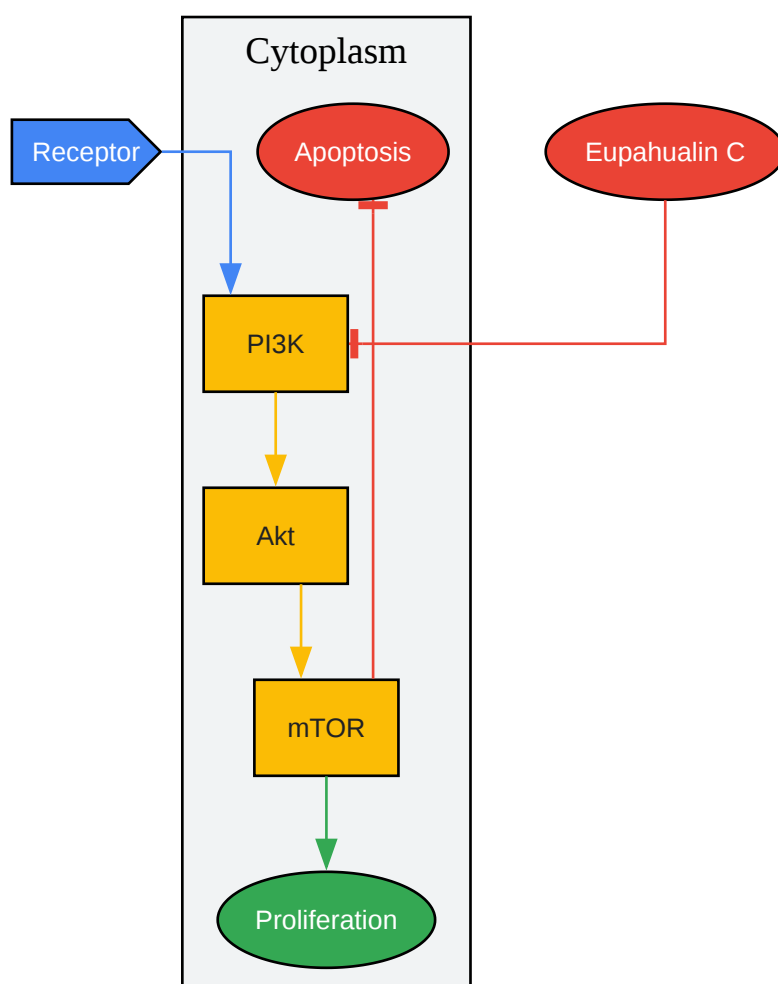 Cytoplasm
Receptor
Apoptosis
Eupahualin C
PI3K
Akt
mTOR
Proliferation